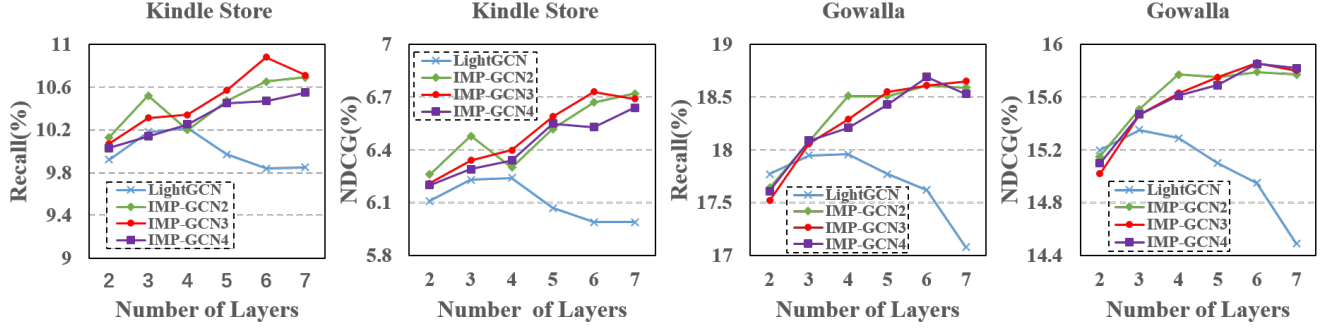 Kindle Store
Recall(%)
11
10.6
10.2
9.8
9.4
9
LightGCN
IMP-GCN2
IMP-GCN3
IMP-GCN4
2 3 4 5 6 7
Number of Layers
Kindle Store
NDCG(%)
7
6.7
6.4
6.1
5.8
LightGCN
IMP-GCN2
IMP-GCN3
IMP-GCN4
2 3 4 5 6 7
Number of Layers
Gowalla
Recall(%)
19
18.5
18
17.5
17
LightGCN
IMP-GCN2
IMP-GCN3
IMP-GCN4
2 3 4 5 6 7
Number of Layers
Gowalla
NDCG(%)
16
15.6
15.2
14.8
14.4
LightGCN
IMP-GCN2
IMP-GCN3
IMP-GCN4
2 3 4 5 6 7
Number of Layers